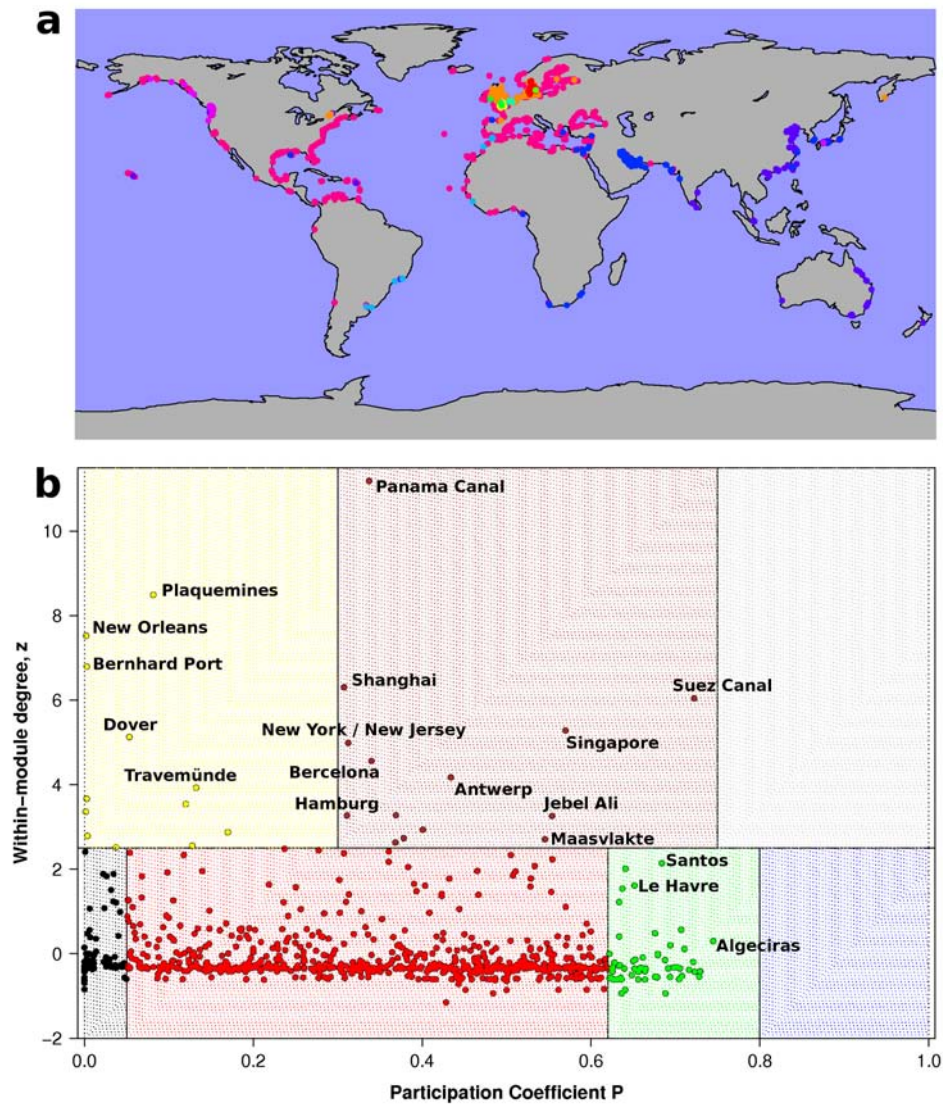 a
b
Panama Canal
10
Plaquemines
8
New Orleans
Bernhard Port
Shanghai
Suez Canal
6
New York / New Jersey
Dover
Singapore
Bercelona
Travemünde
Antwerp
4
Hamburg
Jebel Ali
Maasvlakte
2
Santos
Le Havre
Algeciras
0
−2
Within−module degree, z
0.0 0.2 0.4 0.6 0.8 1.0
Participation Coefficient P